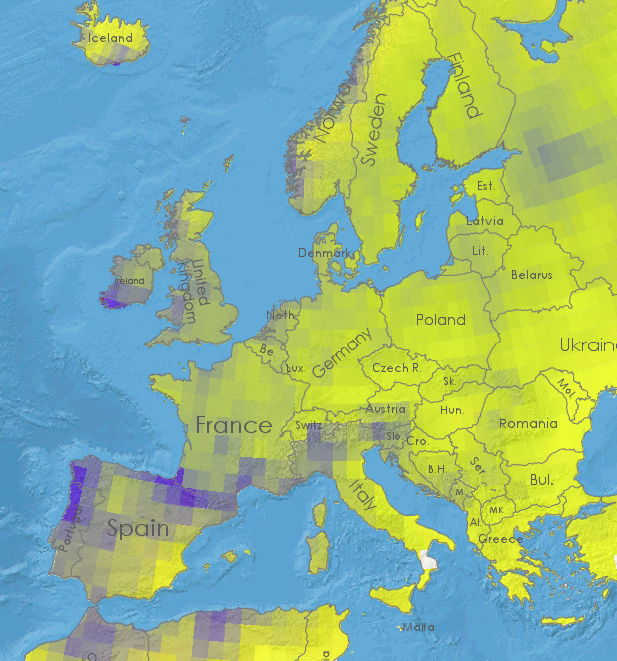 Iceland
Norway
Sweden
Finland
Est.
Latvia
Lit.
Denmark
Ireland
United
Kingdom
Belarus
Neth.
Poland
Germany
Be.
Lux.
Ukrain
Czech R.
Sk.
Mol.
France
Austria
Hun.
Switz.
Slo.
Cro.
Romania
B.H.
Ser.
Bul.
Italy
M.
MK
Al.
Spain
Portugal
Greece
Malta